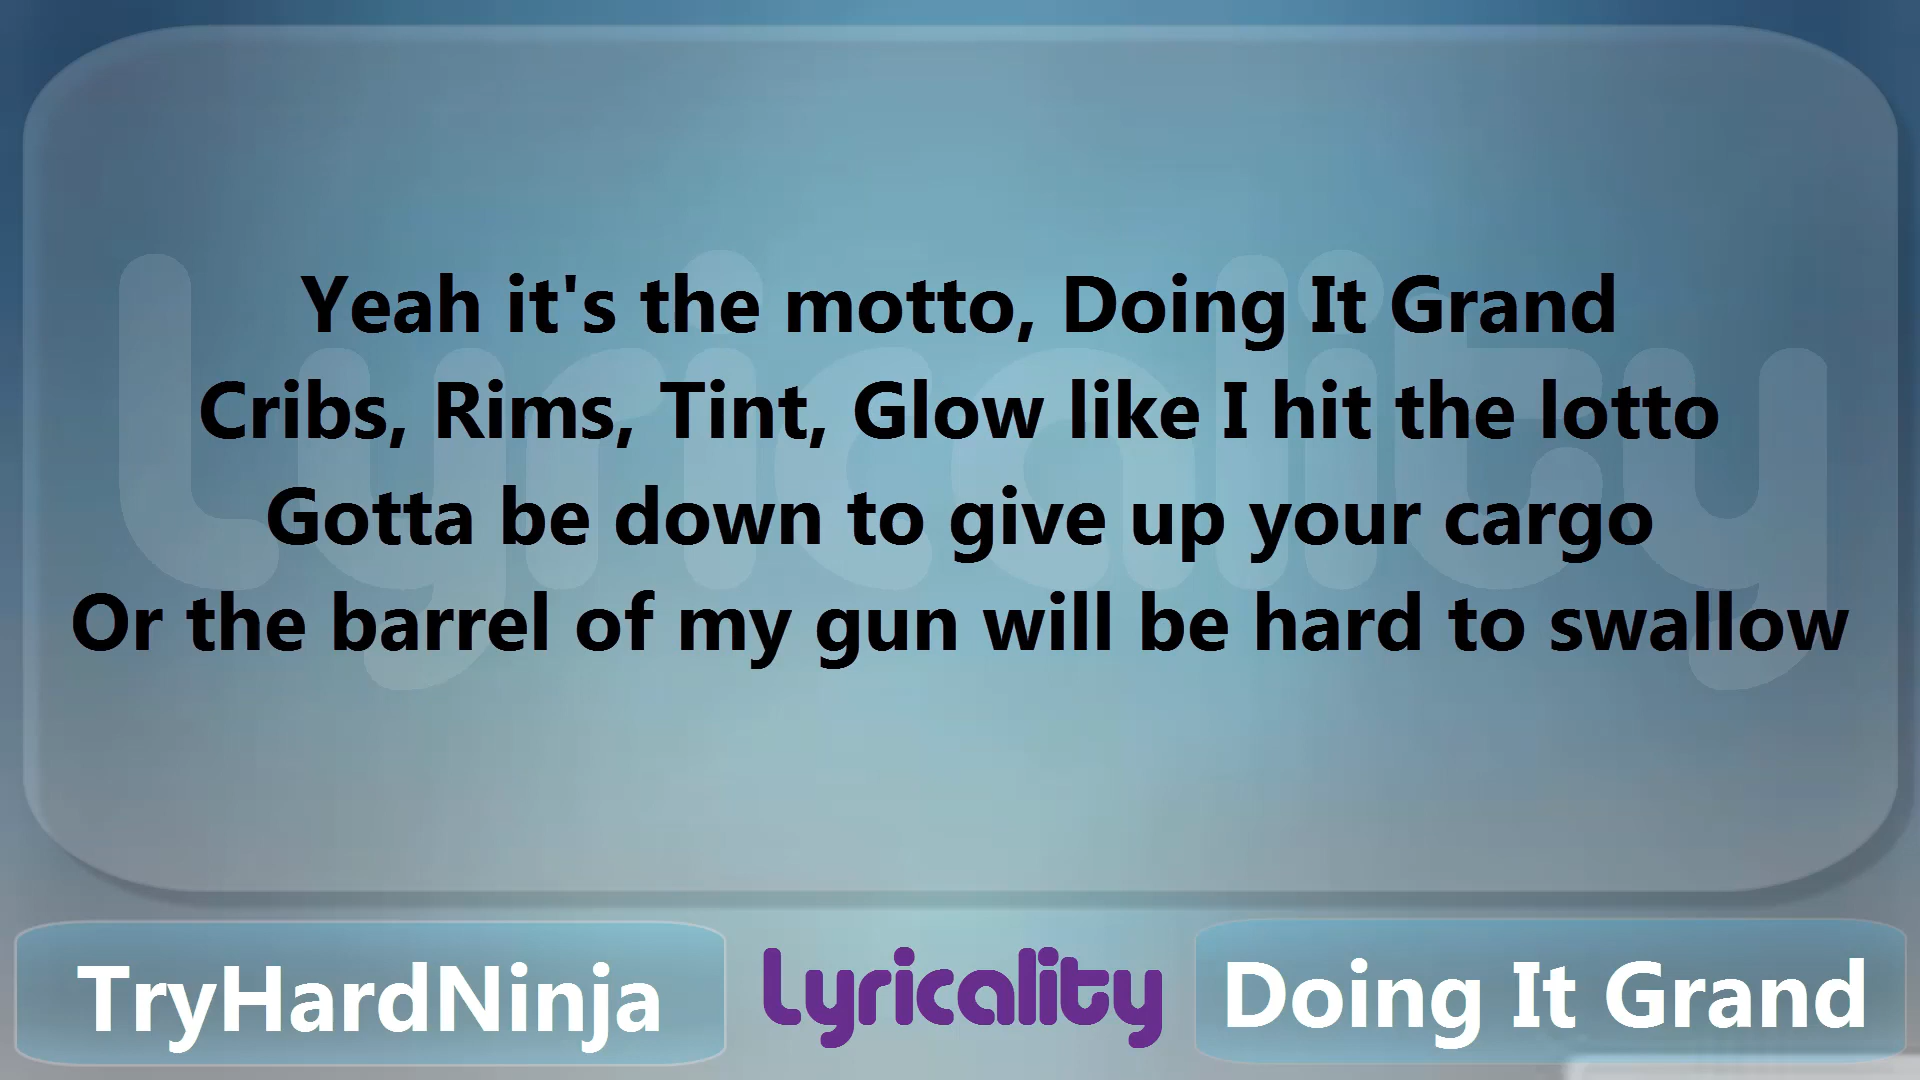 Yeah it's the motto, Doing It Grand
Cribs, Rims, Tint, Glow like I hit the lotto
Gotta be down to give up your cargo
Or the barrel of my gun will be hard to swallow
Lyricality
TryHardNinja
Lyricality
Doing It Grand